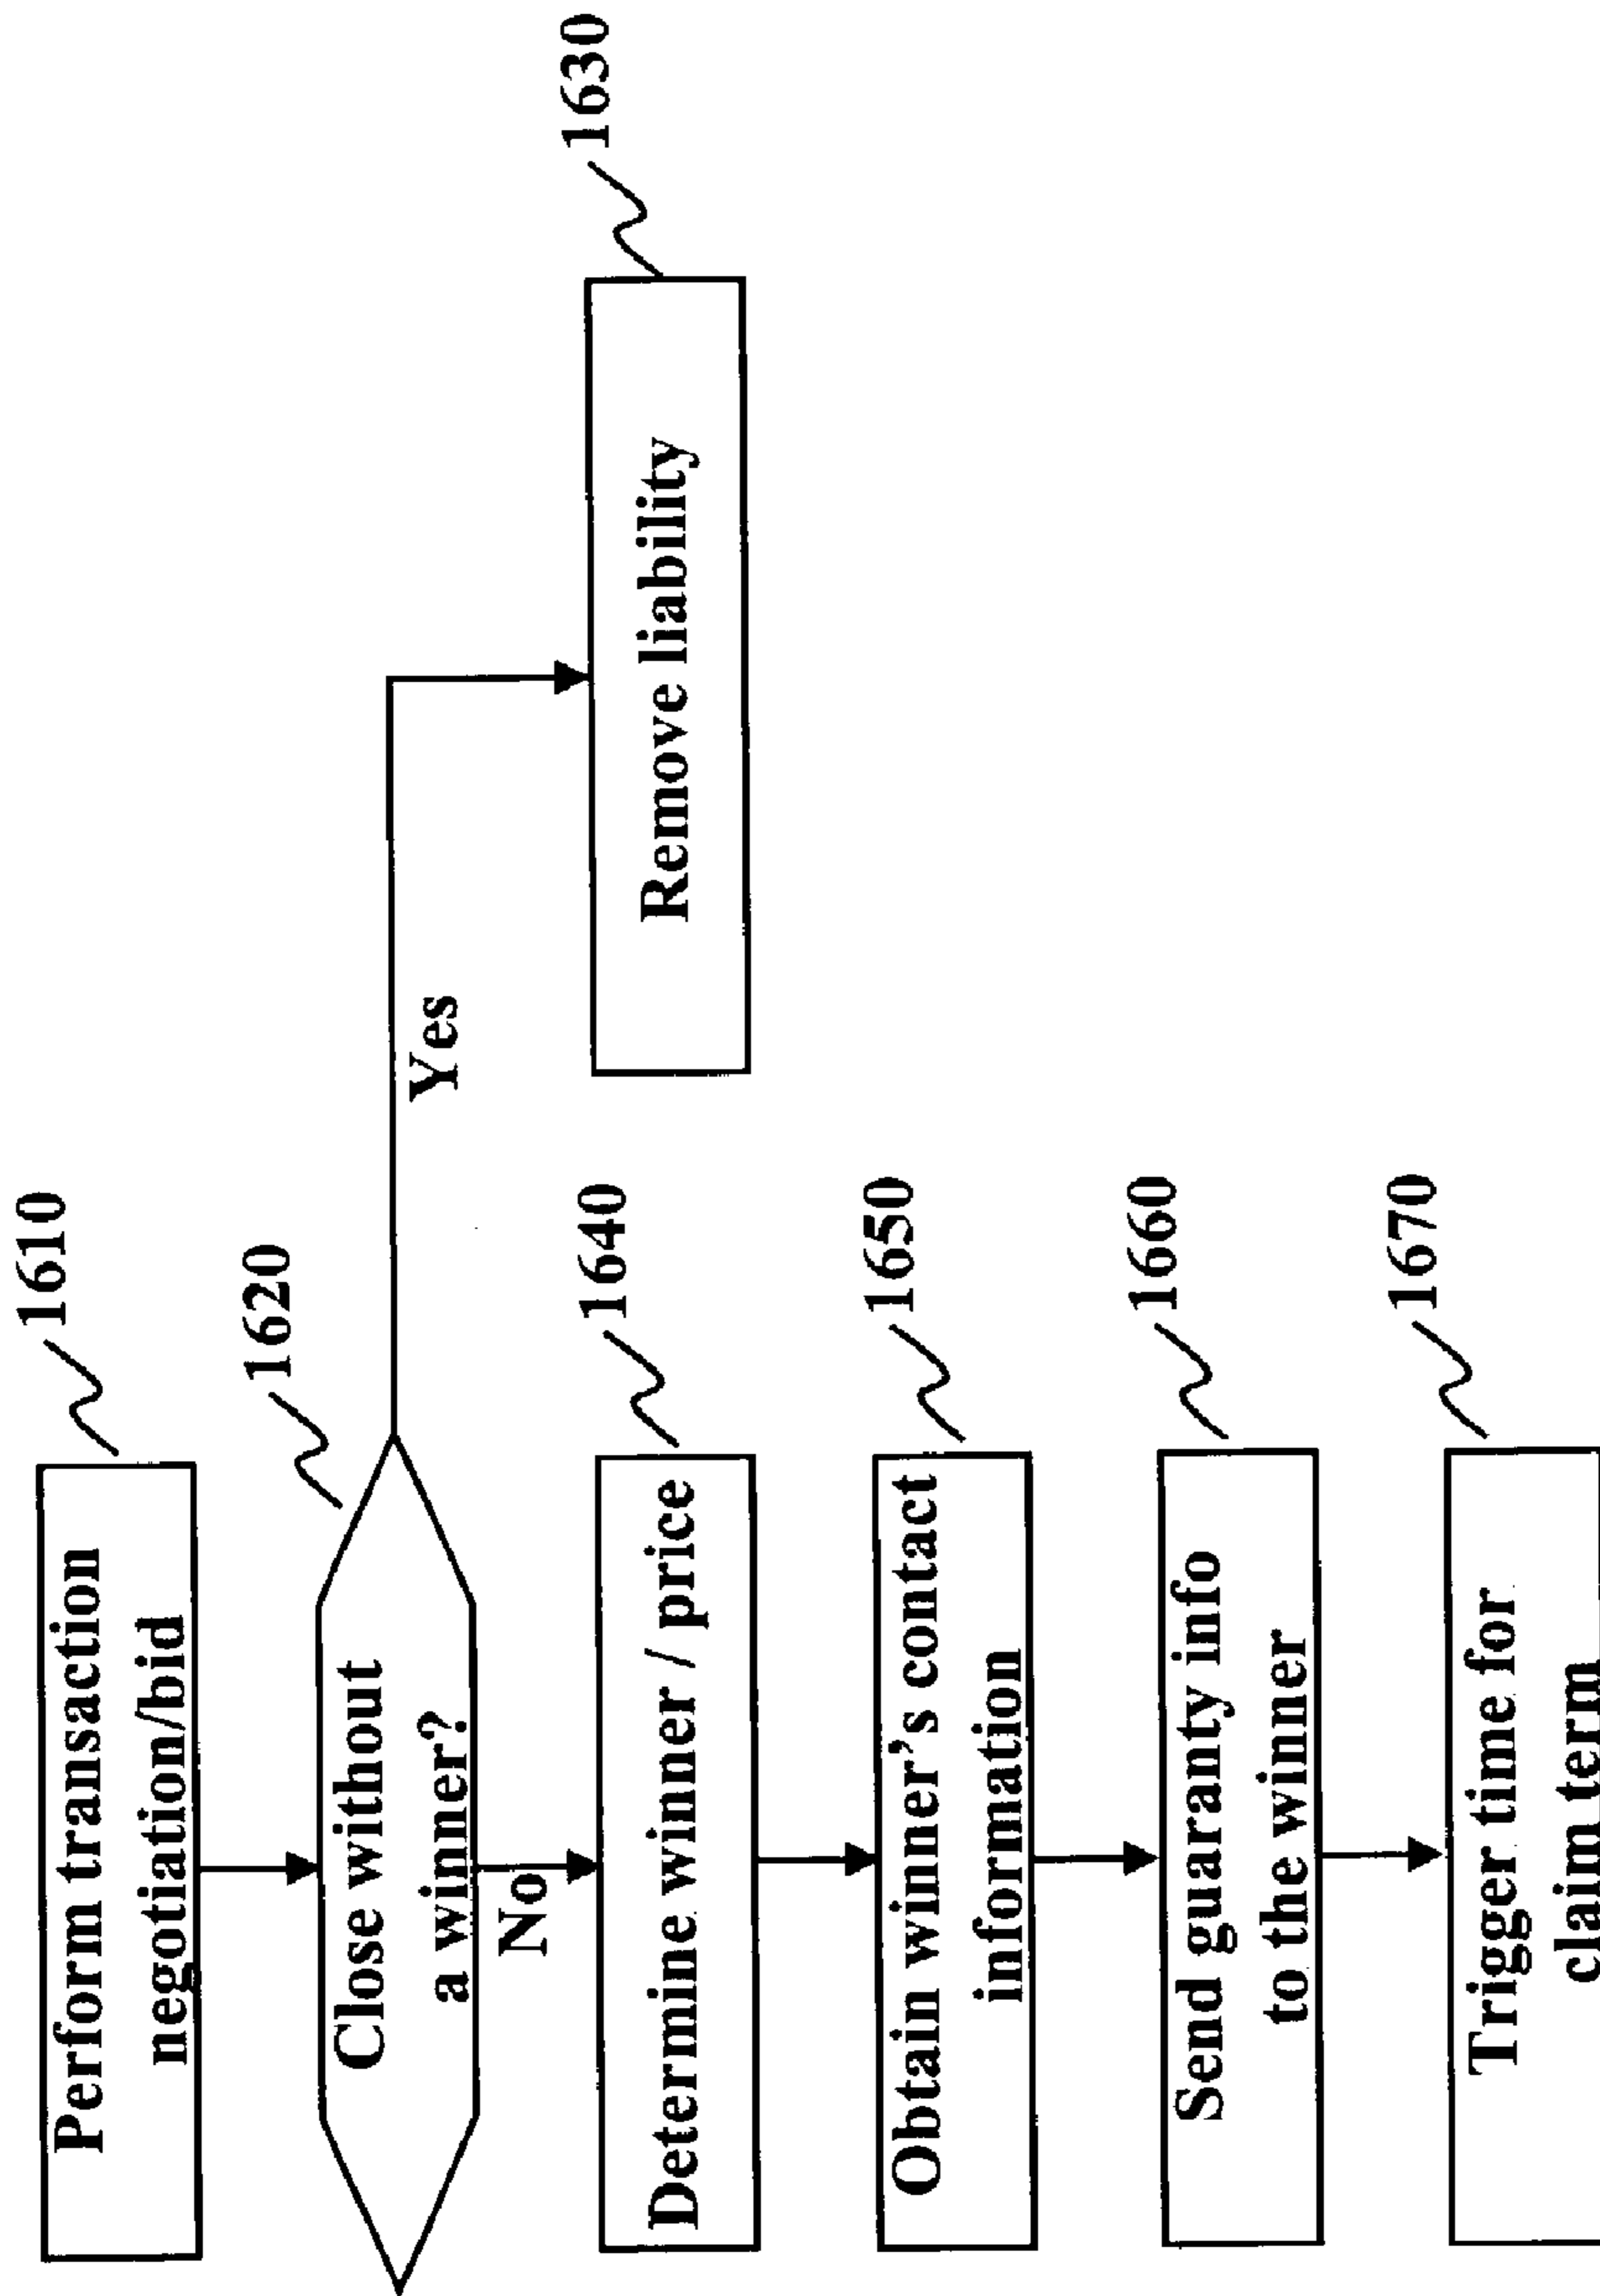 1610
Perform transaction
negotiation/bid
1620
Close without
a winner?
Yes
1630
Remove liability
No
1640
Determine winner / price
1650
Obtain winner's contact
information
1660
Send guaranty info
to the winner
1670
Trigger time for
claim term